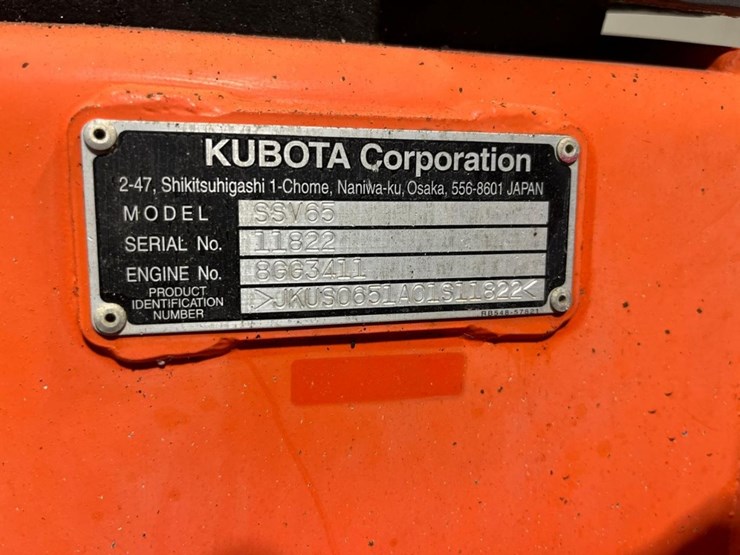 KUBOTA Corporation
2-47, Shikitsuhigashi 1-Chome, Naniwa-ku, Osaka, 556-8601 JAPAN
MODEL SSV65
SERIAL No. 11822
ENGINE No. 8GG3411
PRODUCT IDENTIFICATION NUMBER >JKUS0651A01S11822<